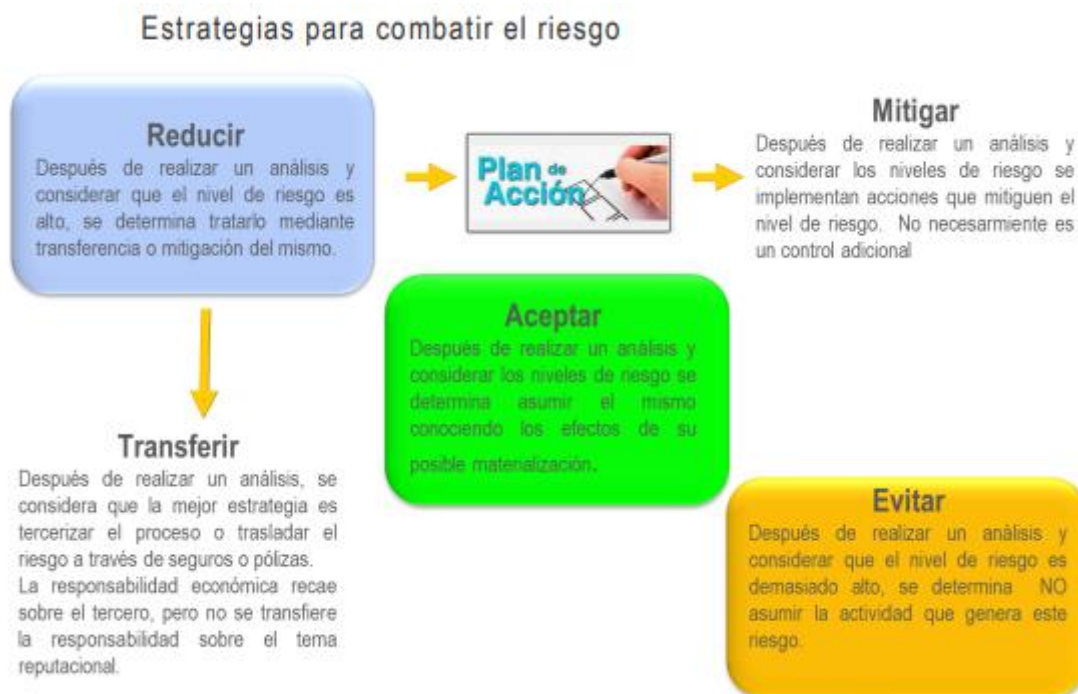 Estrategias para combatir el riesgo
Reducir
Después de realizar un análisis y
considerar que el nivel de riesgo es
alto, se determina tratarlo mediante
transferencia o mitigación del mismo.
Plan de
Acción
Mitigar
Después de realizar un análisis y
considerar los niveles de riesgo se
implementan acciones que mitiguen el
nivel de riesgo. No necesarmiente es
un control adicional
Aceptar
Después de realizar un análisis y
considerar los niveles de riesgo se
determina asumir el mismo
conociendo los efectos de su
posible materialización.
Transferir
Después de realizar un análisis, se
considera que la mejor estrategia es
tercerizar el proceso o trasladar el
riesgo a través de seguros o pólizas.
La responsabilidad económica recae
sobre el tercero, pero no se transfiere
la responsabilidad sobre el tema
reputacional.
Evitar
Después de realizar un análisis y
considerar que el nivel de riesgo es
demasiado alto, se determina NO
asumir la actividad que genera este
riesgo.